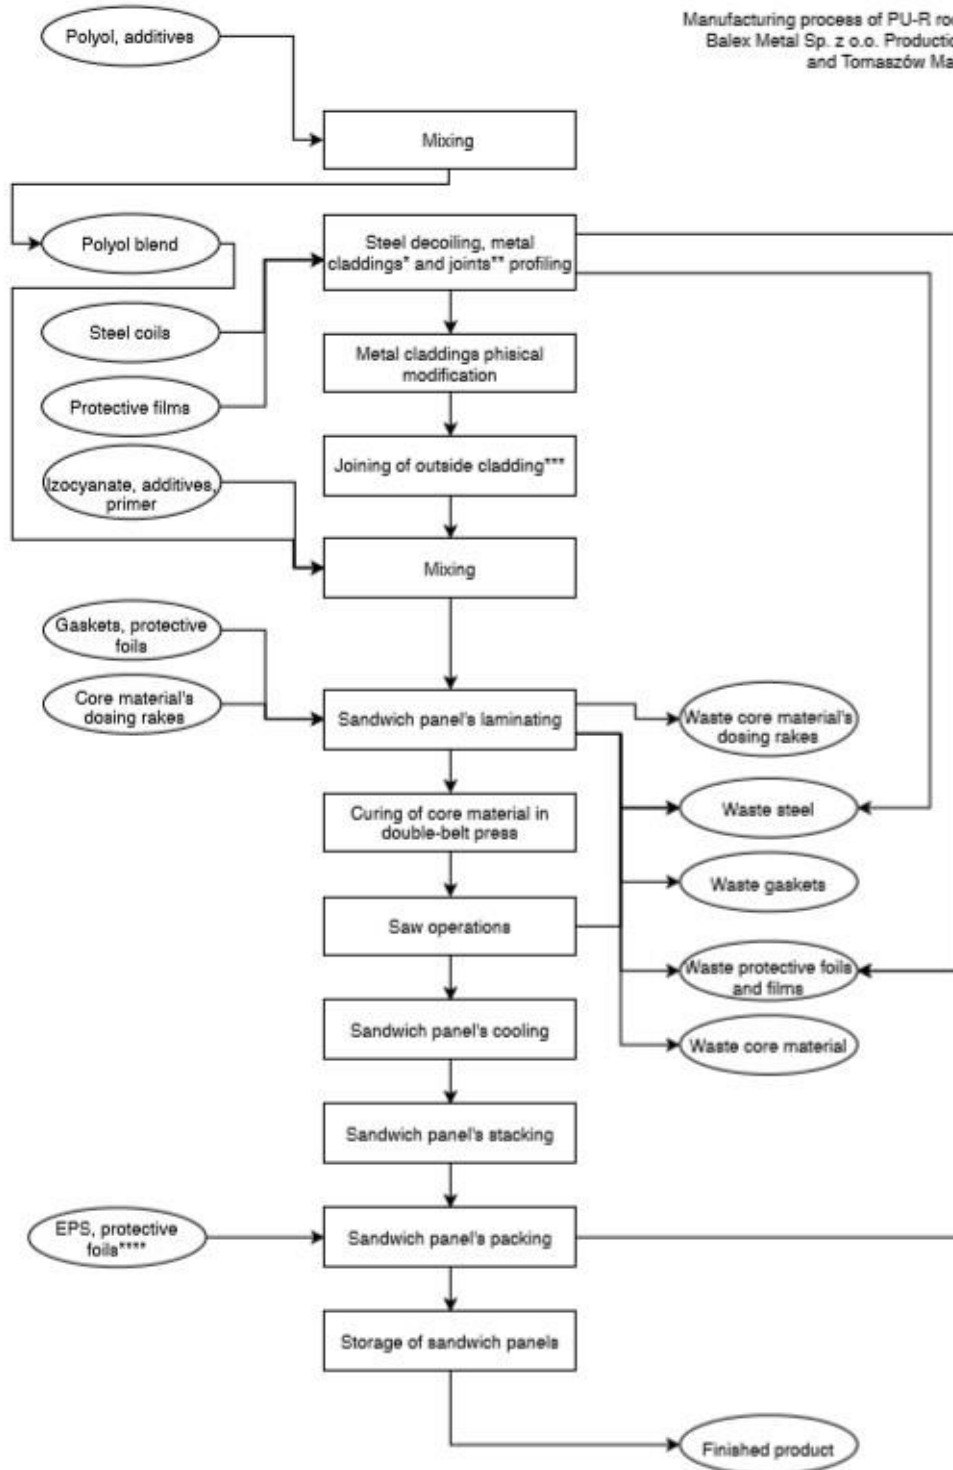 Manufacturing process of PU-R
Balex Metal Sp. z o.o.
and Tomaszów
Polyol, additives
Mixing
Polyol blend
Steel decoiling, metal
claddings* and joints** profiling
Steel coils
Metal claddings phisical
modification
Protective films
Joining of outside cladding***
Izocyanate, additives,
primer
Mixing
Gaskets, protective
foils
Core material's
dosing rakes
Sandwich panel's laminating
Waste core material's
dosing rakes
Curing of core material in
double-belt press
Waste steel
Waste gaskets
Saw operations
Waste protective foils
and films
Sandwich panel's cooling
Waste core material
Sandwich panel's stacking
EPS, protective
foils****
Sandwich panel's packing
Storage of sandwich panels
Finished product